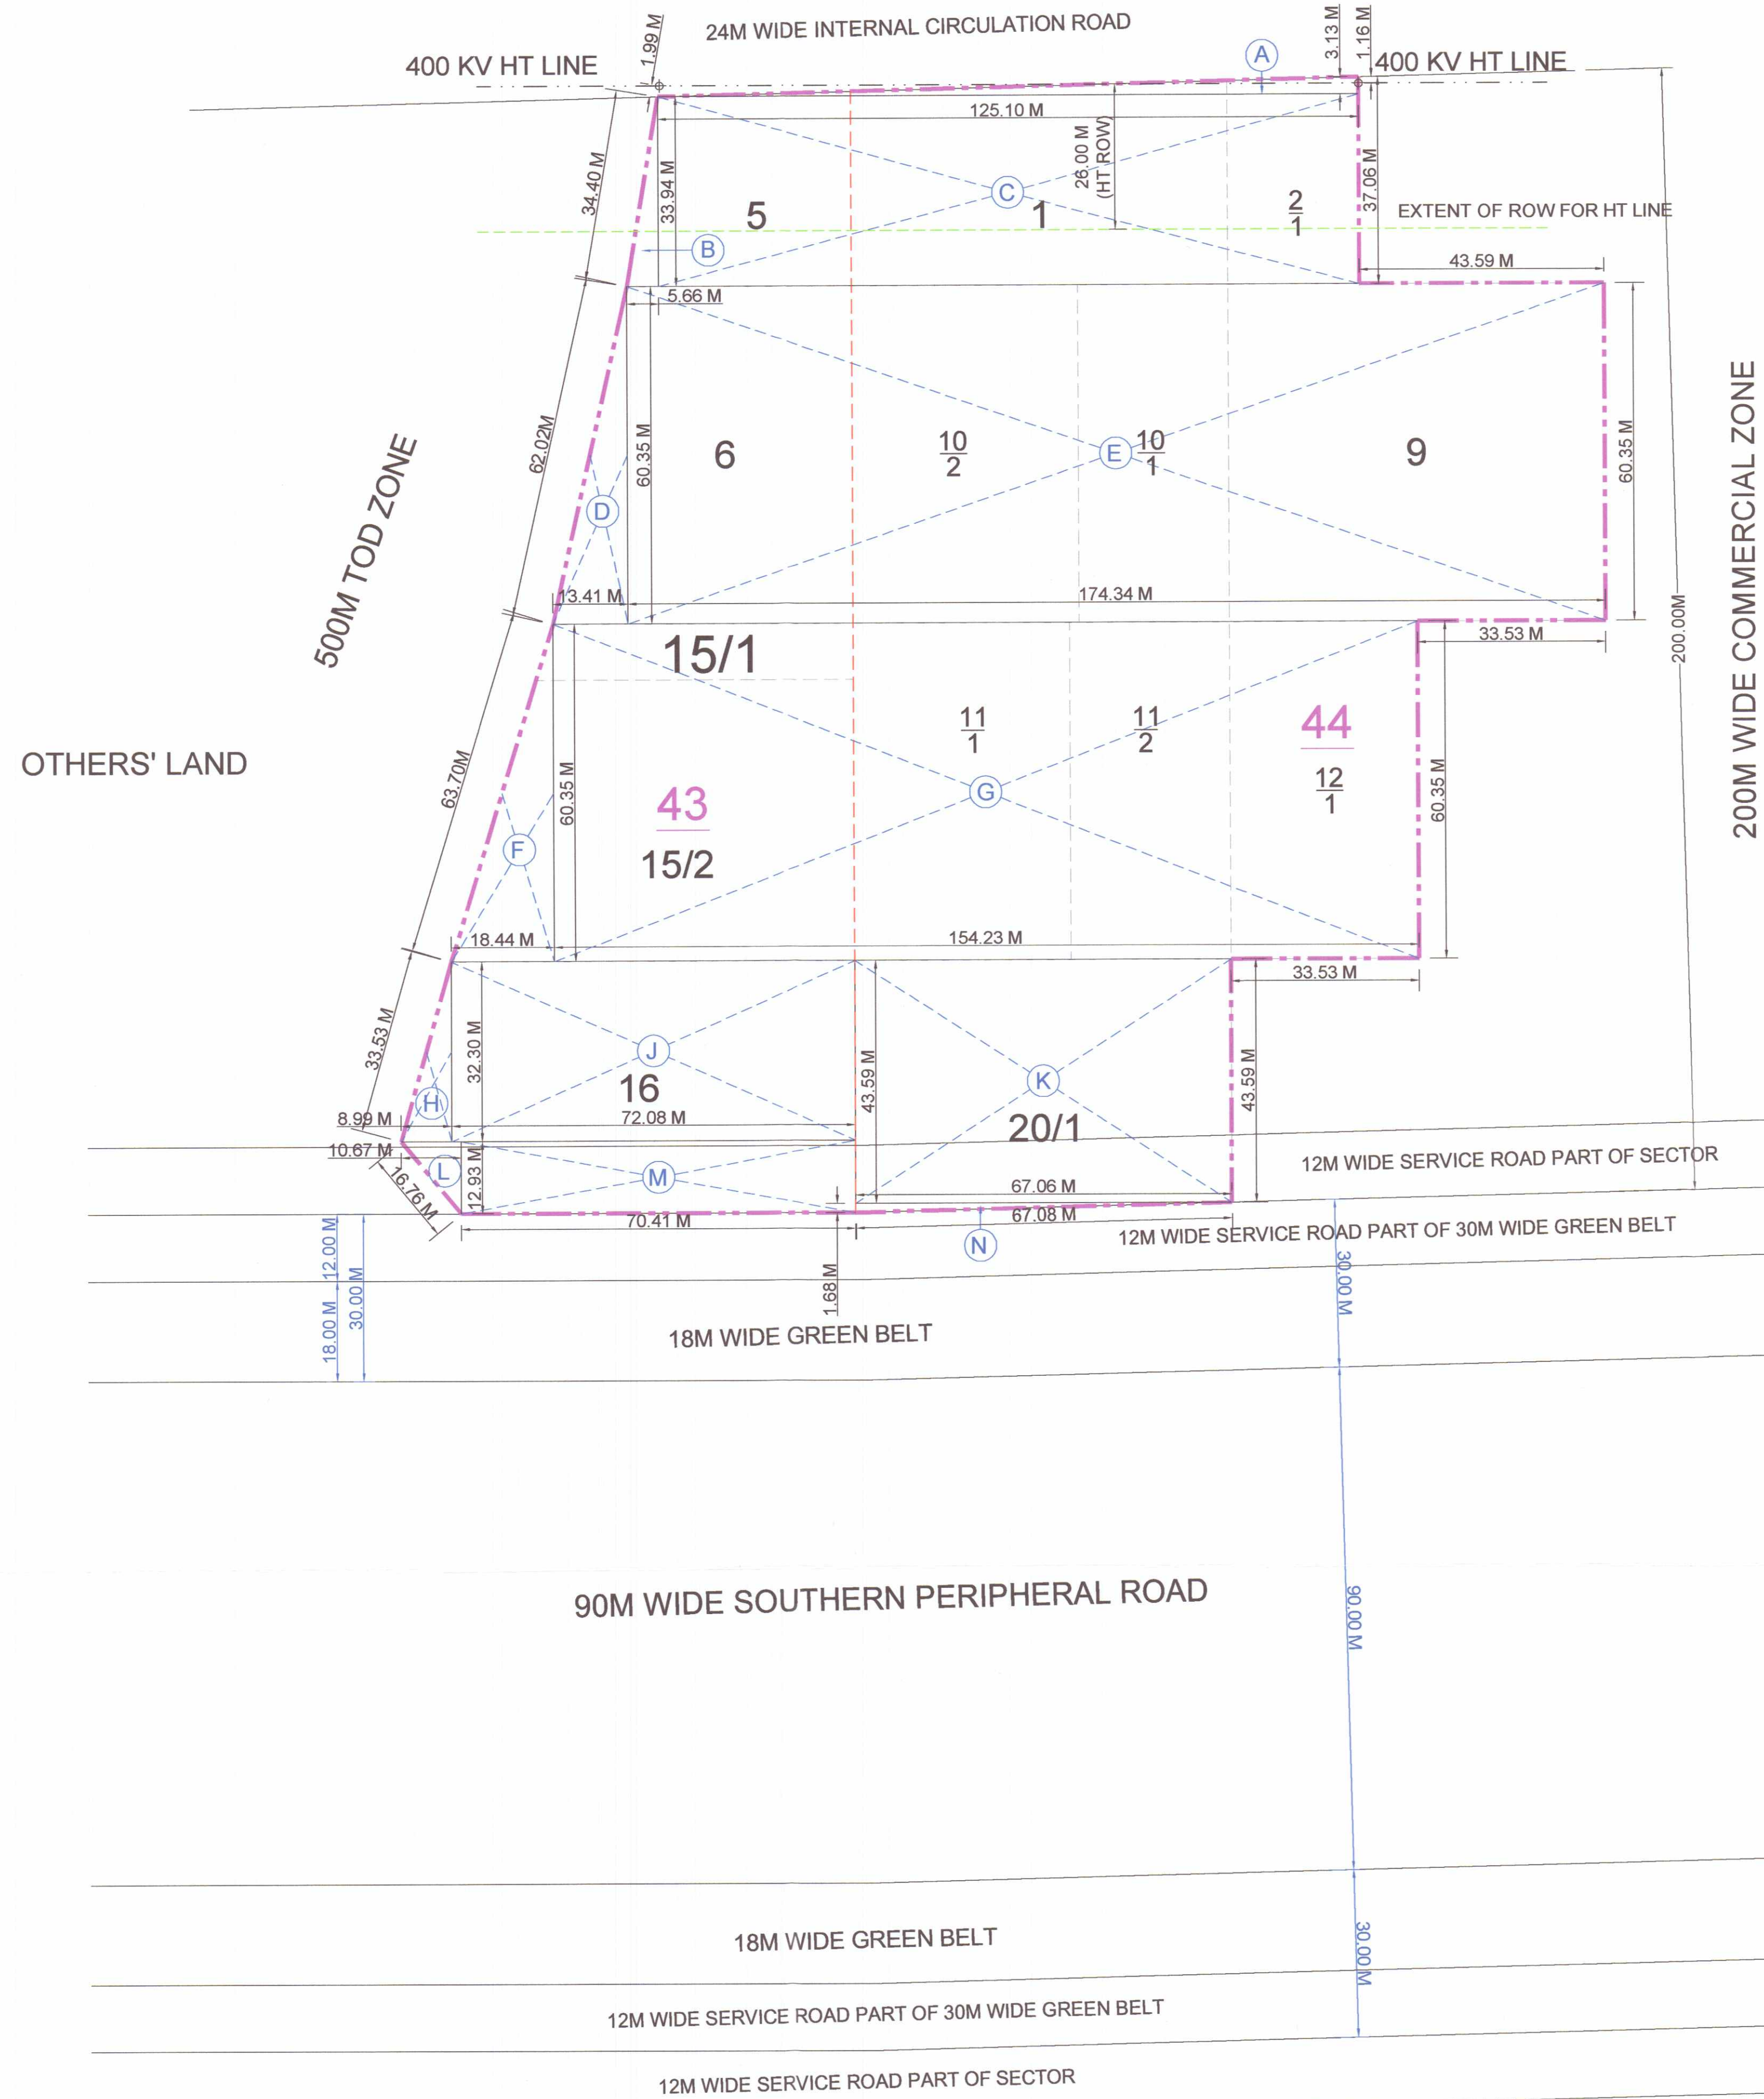 24M WIDE INTERNAL CIRCULATION ROAD
1.99 M
3.13 M
1.16 M
400 KV HT LINE
A
400 KV HT LINE
125.10 M
26.00 M
(HT ROW)
34.40 M
33.94 M
C
37.06 M
5
1
2
1
EXTENT OF ROW FOR HT LINE
B
43.59 M
5.66 M
62.02M
60.35 M
6
10
2
E
10
1
9
60.35 M
500M TOD ZONE
D
13.41 M
174.34 M
200.00M
200M WIDE COMMERCIAL ZONE
33.53 M
15/1
11
1
11
2
44
12
1
OTHERS' LAND
63.70M
60.35 M
43
G
60.35 M
F
15/2
18.44 M
154.23 M
33.53 M
33.53 M
32.30 M
J
16
43.59 M
K
43.59 M
H
8.99 M
72.08 M
20/1
10.67 M
L
12.93 M
M
12M WIDE SERVICE ROAD PART OF SECTOR
16.76 M
67.06 M
70.41 M
67.08 M
N
12M WIDE SERVICE ROAD PART OF 30M WIDE GREEN BELT
12.00 M
18.00 M
30.00 M
1.68 M
30.00 M
18M WIDE GREEN BELT
90M WIDE SOUTHERN PERIPHERAL ROAD
90.00 M
18M WIDE GREEN BELT
30.00 M
12M WIDE SERVICE ROAD PART OF 30M WIDE GREEN BELT
12M WIDE SERVICE ROAD PART OF SECTOR